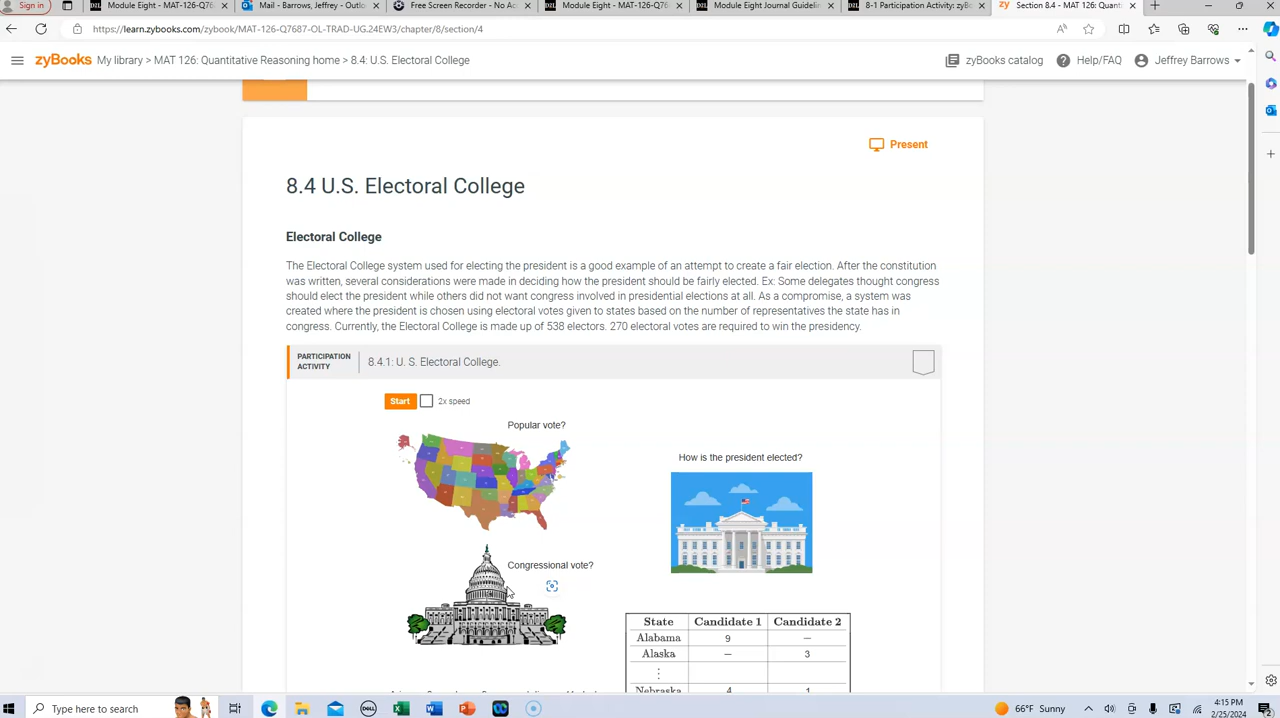 Sign in
Module Eight - MAT-126-Q76
Mail - Barrows, Jeffrey - Outlo
Free Screen Recorder - No Ac
Module Eight - MAT-126-Q76
Module Eight Journal Guideline
8-1 Participation Activity: zyBo
Section 8.4 - MAT 126: Quanti
https://learn.zybooks.com/zybook/MAT-126-Q7687-OL-TRAD-UG.24EW3/chapter/8/section/4
zyBooks My library > MAT 126: Quantitative Reasoning home > 8.4: U.S. Electoral College
zyBooks catalog
Help/FAQ
Jeffrey Barrows
Present
8.4 U.S. Electoral College
Electoral College
The Electoral College system used for electing the president is a good example of an attempt to create a fair election. After the constitution
was written, several considerations were made in deciding how the president should be fairly elected. Ex: Some delegates thought congress
should elect the president while others did not want congress involved in presidential elections at all. As a compromise, a system was
created where the president is chosen using electoral votes given to states based on the number of representatives the state has in
congress. Currently, the Electoral College is made up of 538 electors. 270 electoral votes are required to win the presidency.
PARTICIPATION
ACTIVITY
8.4.1: U. S. Electoral College.
Start
2x speed
Popular vote?
How is the president elected?
Congressional vote?
State Candidate 1 Candidate 2
Alabama 9 –
Alaska – 3
⋮
Nebraska 4 1
Type here to search
66°F Sunny
4:15 PM
2/25/2024